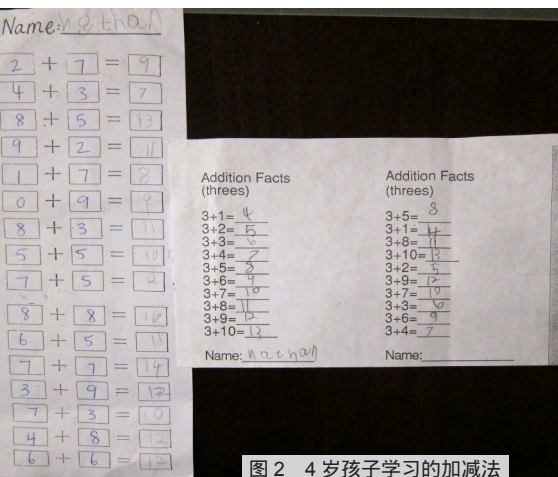 Name: nathan
2 + 7 = 9
4 + 3 = 7
8 + 5 = 13
9 + 2 = 11
1 + 7 = 8
0 + 9 = 9
8 + 3 = 11
5 + 5 = 10
7 + 5 = 12
8 + 8 = 16
6 + 5 = 11
7 + 7 = 14
3 + 9 = 12
7 + 3 = 10
4 + 8 = 12
6 + 6 = 12
Addition Facts
(threes)
3+1= 4
3+2= 5
3+3= 6
3+4= 7
3+5= 8
3+6= 9
3+7= 10
3+8= 11
3+9= 12
3+10= 13
Name: nathan
Addition Facts
(threes)
3+5= 8
3+1= 4
3+8= 11
3+10= 13
3+2= 5
3+9= 12
3+7= 10
3+3= 6
3+6= 9
3+4= 7
Name:
图 2 4 岁孩子学习的加减法